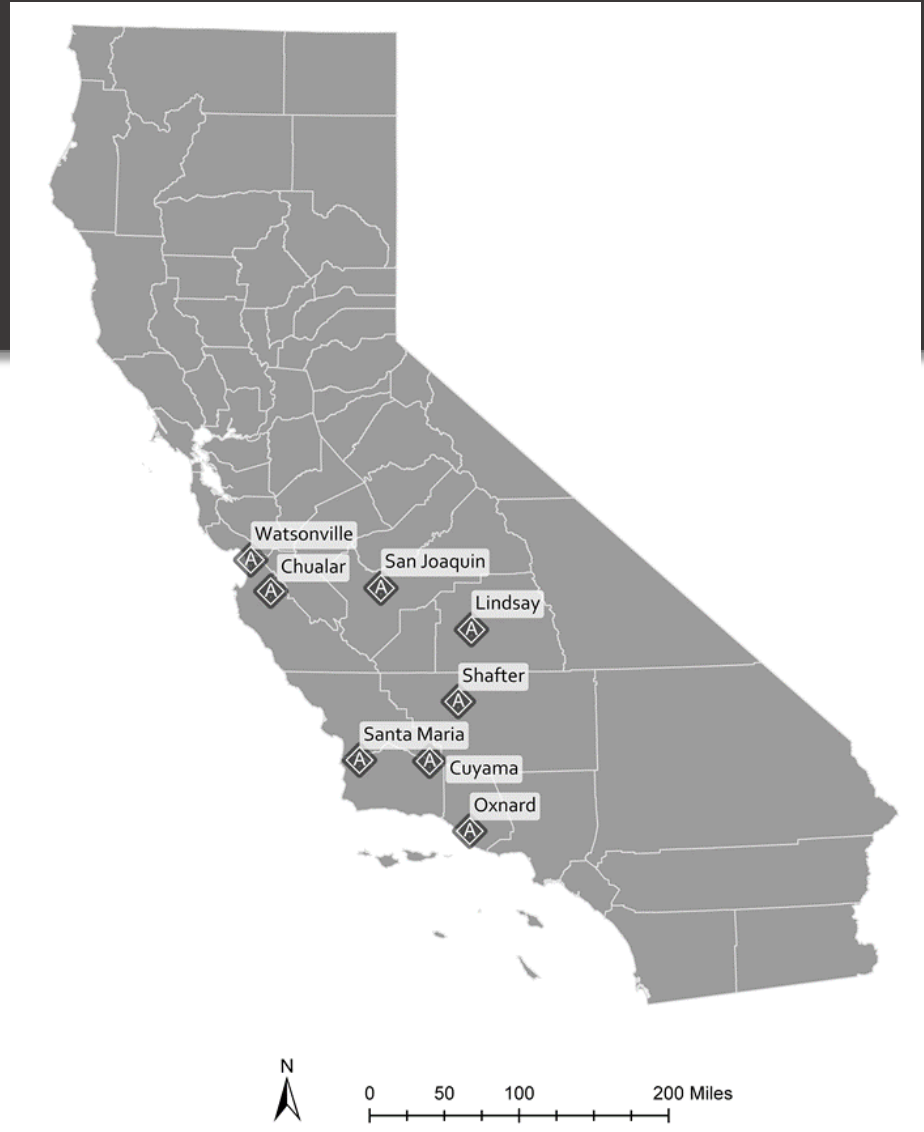 Watsonville
A
San Joaquin
Chualar
A
A
Lindsay
A
Shafter
A
Santa Maria
A
A
Cuyama
Oxnard
A
N
0 50 100 200 Miles